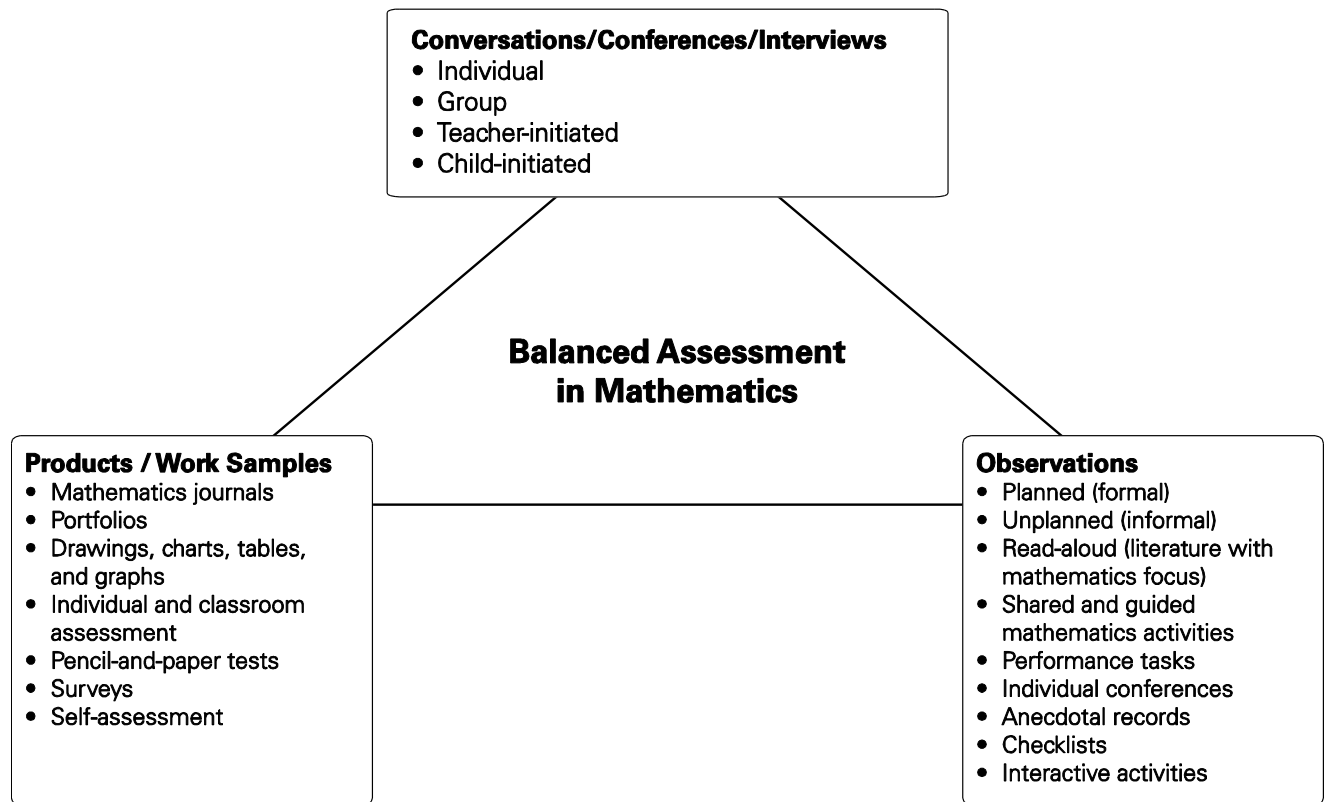 Conversations/Conferences/Interviews
• Individual
• Group
• Teacher-initiated
• Child-initiated
Balanced Assessment
in Mathematics
Products / Work Samples
• Mathematics journals
• Portfolios
• Drawings, charts, tables,
and graphs
• Individual and classroom
assessment
• Pencil-and-paper tests
• Surveys
• Self-assessment
Observations
• Planned (formal)
• Unplanned (informal)
• Read-aloud (literature with
mathematics focus)
• Shared and guided
mathematics activities
• Performance tasks
• Individual conferences
• Anecdotal records
• Checklists
• Interactive activities